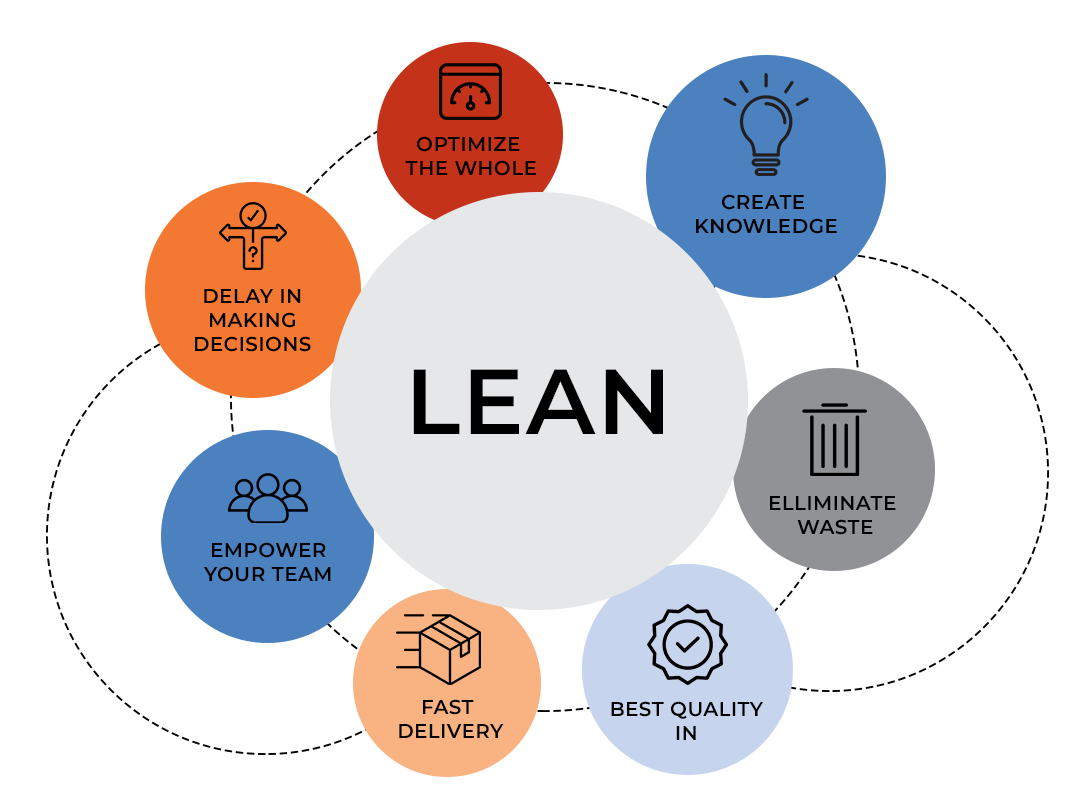 OPTIMIZE
THE WHOLE
CREATE
KNOWLEDGE
DELAY IN
MAKING
DECISIONS
?
LEAN
ELLIMINATE
WASTE
EMPOWER
YOUR TEAM
FAST
DELIVERY
BEST QUALITY
IN